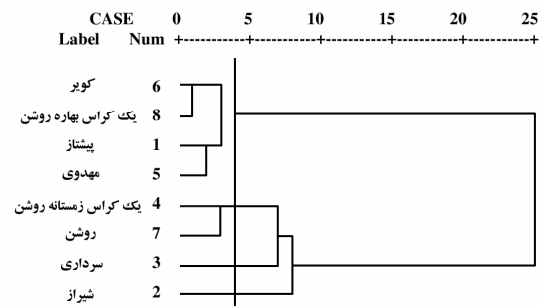 CASE 0 5 10 15 20 25
Label Num +---------+---------+---------+---------+---------+
کویر 6
یک کراس بهاره روشن 8
پیشتاز 1
مهدوی 5
یک کراس زمستانه روشن 4
روشن 7
سرداری 3
شیراز 2